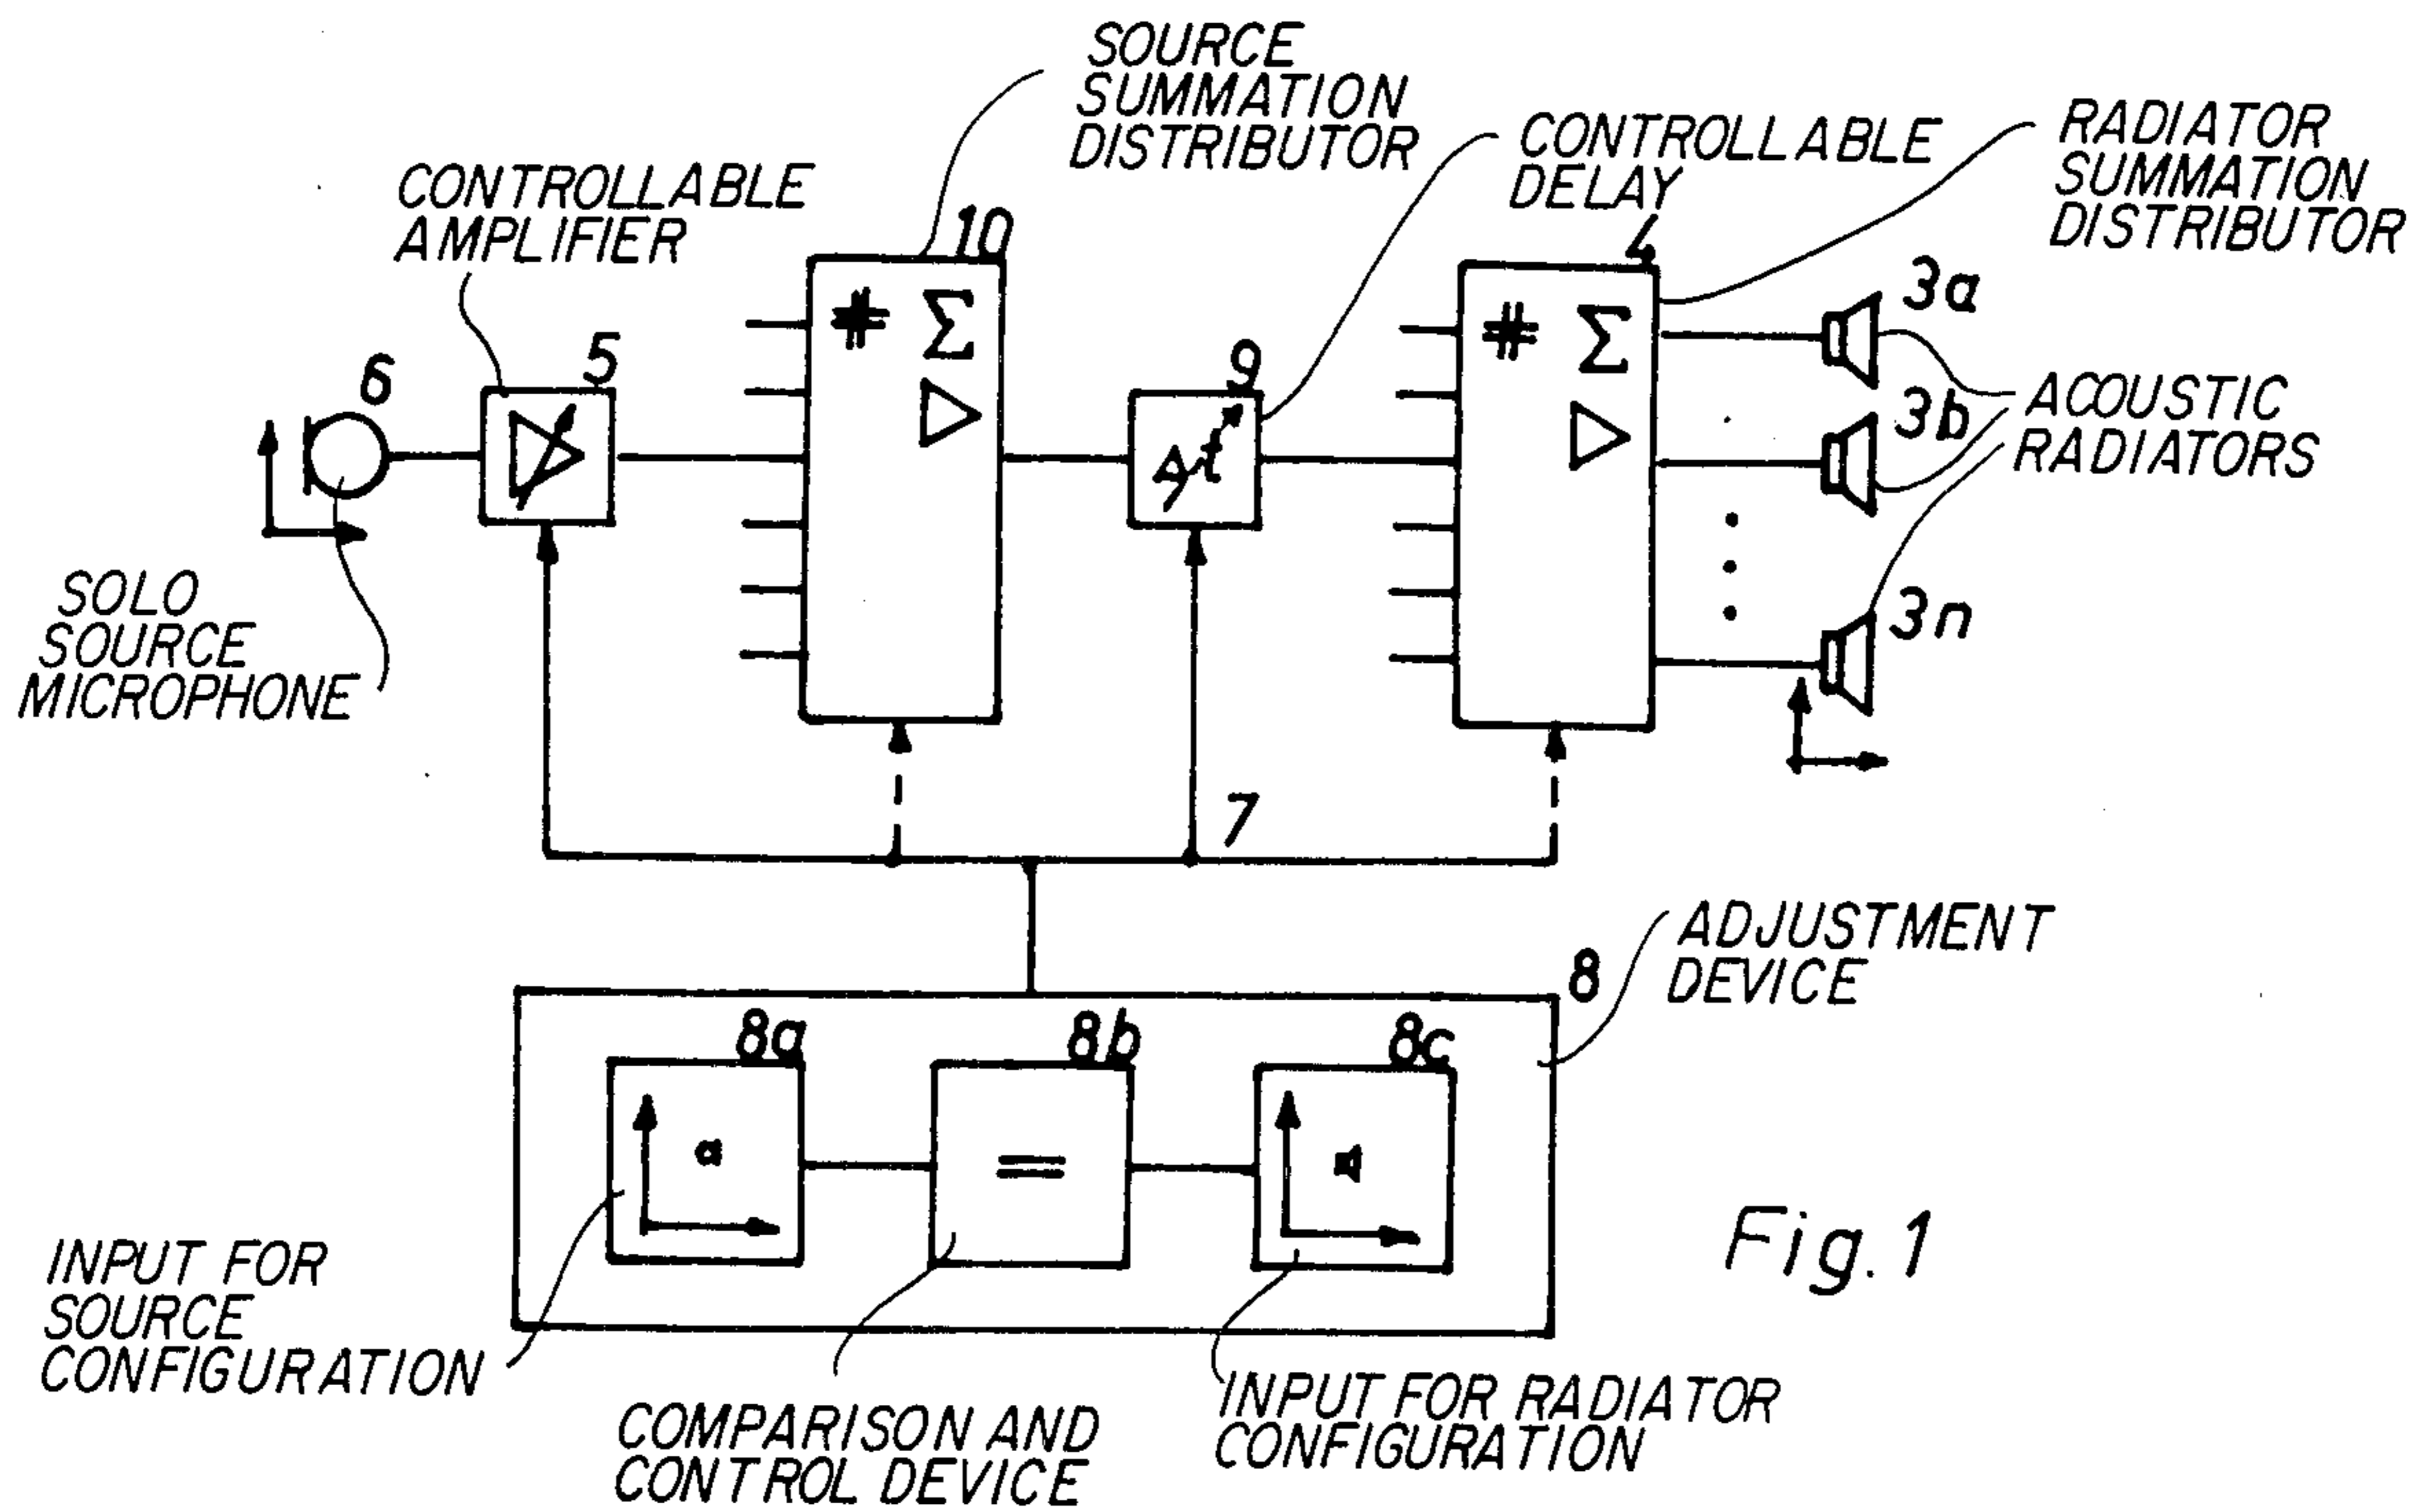 SOURCE
SUMMATION
DISTRIBUTOR
CONTROLLABLE
DELAY
RADIATOR
SUMMATION
DISTRIBUTOR
CONTROLLABLE
AMPLIFIER
10
4
# Σ
# Σ
3a
5
6
9
Δt
3b
ACOUSTIC
RADIATORS
3n
SOLO
SOURCE
MICROPHONE
7
ADJUSTMENT
DEVICE
8
8a
8b
8c
=
Fig. 1
INPUT FOR
SOURCE
CONFIGURATION
COMPARISON AND
CONTROL DEVICE
INPUT FOR RADIATOR
CONFIGURATION